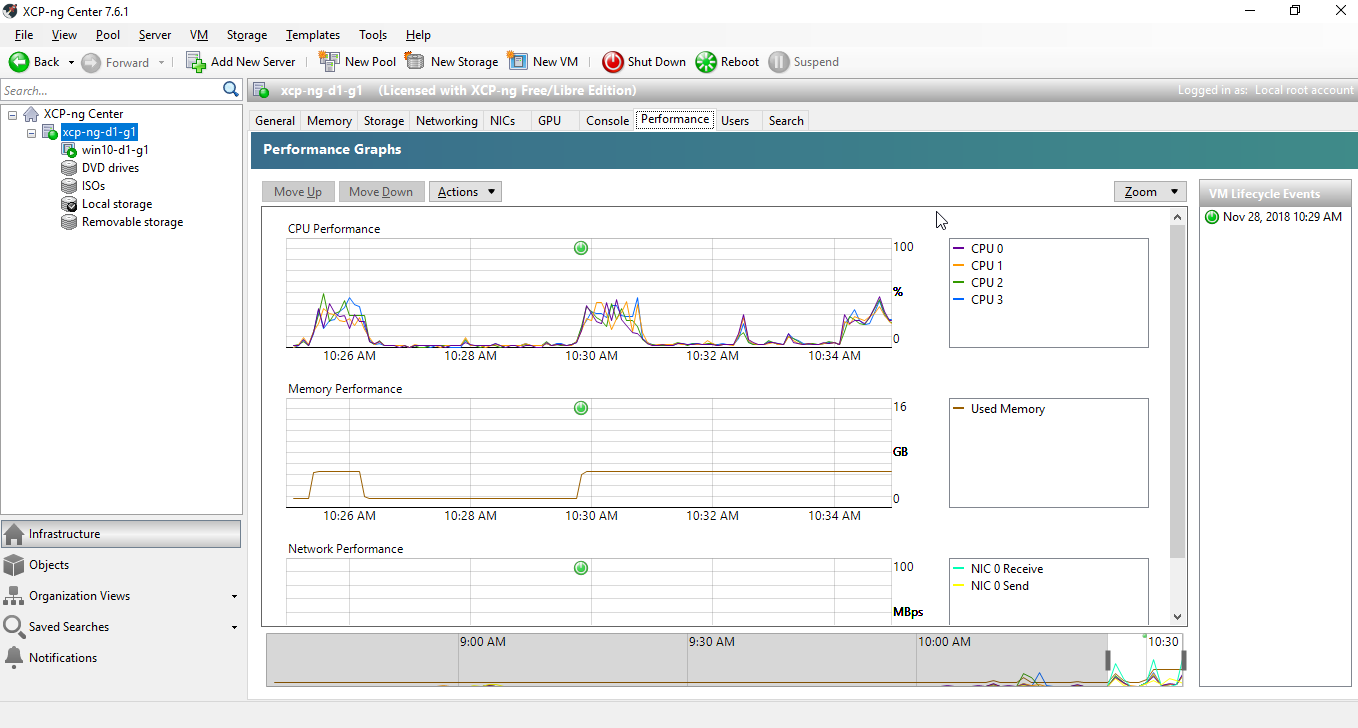 XCP-ng Center 7.6.1
File View Pool Server VM Storage Templates Tools Help
Back Forward Add New Server New Pool New Storage New VM Shut Down Reboot Suspend
Search...
xcp-ng-d1-g1 (Licensed with XCP-ng Free/Libre Edition)
Logged in as: Local root account
XCP-ng Center
xcp-ng-d1-g1
win10-d1-g1
DVD drives
ISOs
Local storage
Removable storage
Infrastructure
Objects
Organization Views
Saved Searches
Notifications
General Memory Storage Networking NICs GPU Console Performance Users Search
Performance Graphs
Move Up Move Down Actions Zoom
CPU Performance
100
%
0
10:26 AM 10:28 AM 10:30 AM 10:32 AM 10:34 AM
CPU 0
CPU 1
CPU 2
CPU 3
Memory Performance
16
GB
0
10:26 AM 10:28 AM 10:30 AM 10:32 AM 10:34 AM
Used Memory
Network Performance
100
MBps
NIC 0 Receive
NIC 0 Send
9:00 AM 9:30 AM 10:00 AM 10:30
VM Lifecycle Events
Nov 28, 2018 10:29 AM